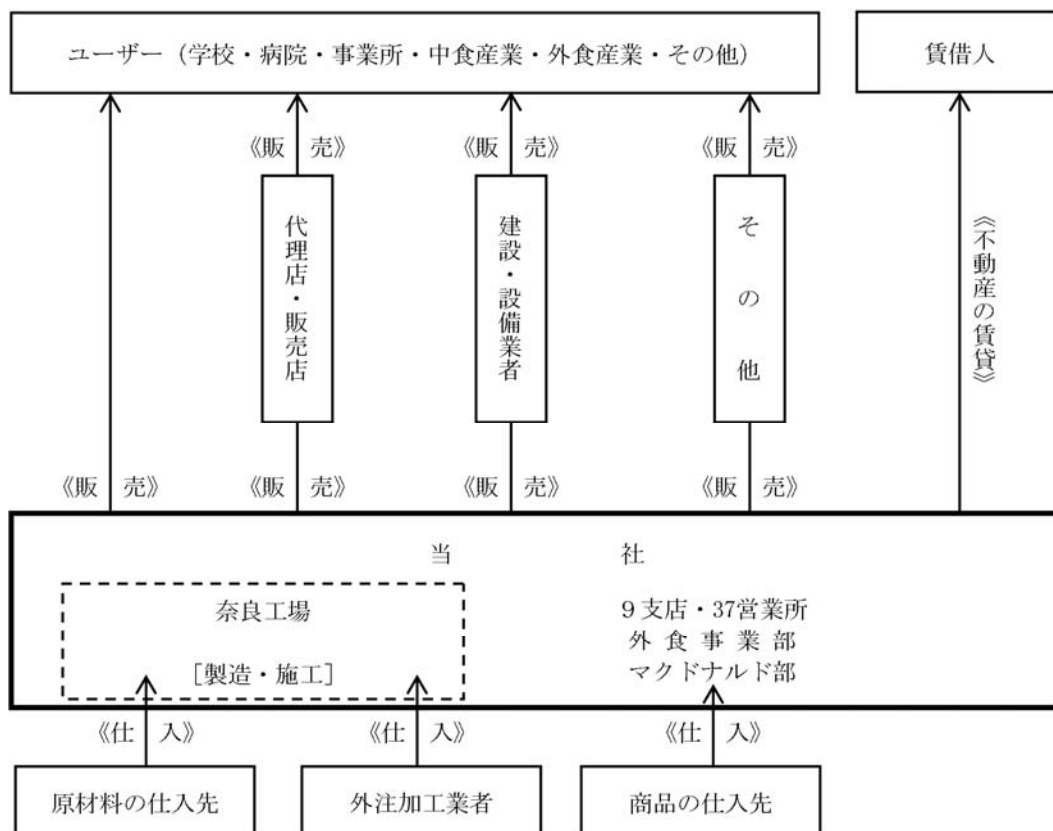 ユーザー(学校・病院・事業所・中食産業・外食産業・その他)
賃借人
《販 売》
《販 売》
《販 売》
代理店・販売店
建設・設備業者
その他
《不動産の賃貸》
《販 売》
《販 売》
《販 売》
《販 売》
当 社
奈良工場
[製造・施工]
9支店・37営業所
外食事業部
マクドナルド部
《仕 入》
《仕 入》
《仕 入》
原材料の仕入先
外注加工業者
商品の仕入先